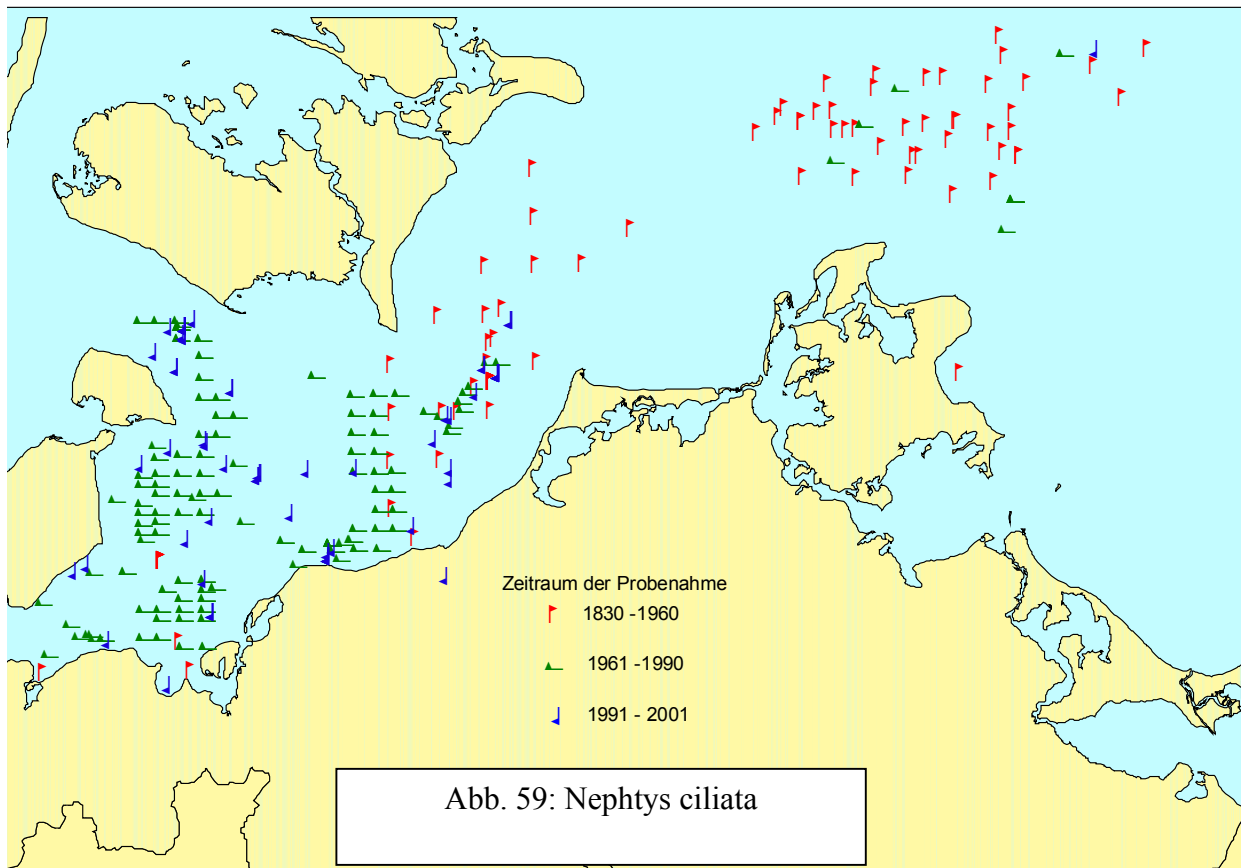 Zeitraum der Probenahme
1830 -1960
1961 -1990
1991 - 2001
Abb. 59: Nephtys ciliata